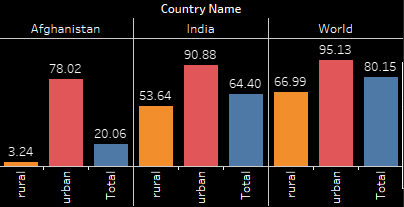 Country Name
Afghanistan India World
3.24 78.02 20.06 53.64 90.88 64.40 66.99 95.13 80.15
rural urban Total rural urban Total rural urban Total